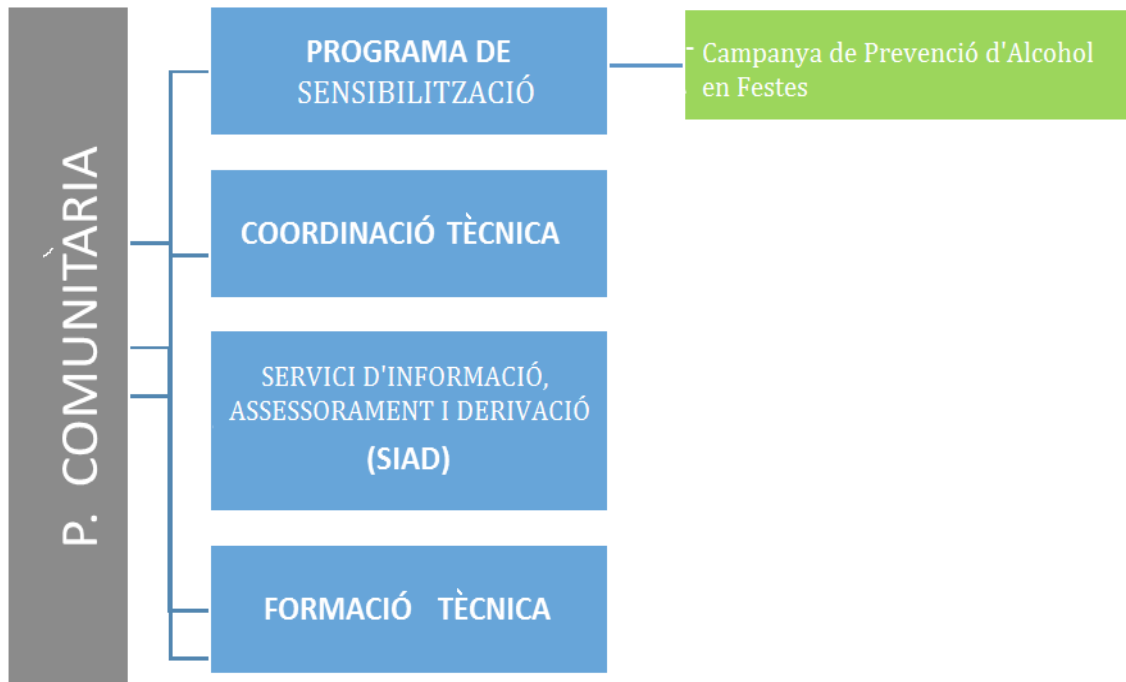 P. COMUNITÀRIA
PROGRAMA DE
SENSIBILITZACIÓ
- Campanya de Prevenció d'Alcohol
en Festes
COORDINACIÓ TÈCNICA
SERVICI D'INFORMACIÓ,
ASSESSORAMENT I DERIVACIÓ
(SIAD)
FORMACIÓ TÈCNICA